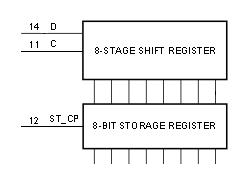 14 D
11 C
8-STAGE SHIFT REGISTER
12 ST_CP
8-BIT STORAGE REGISTER